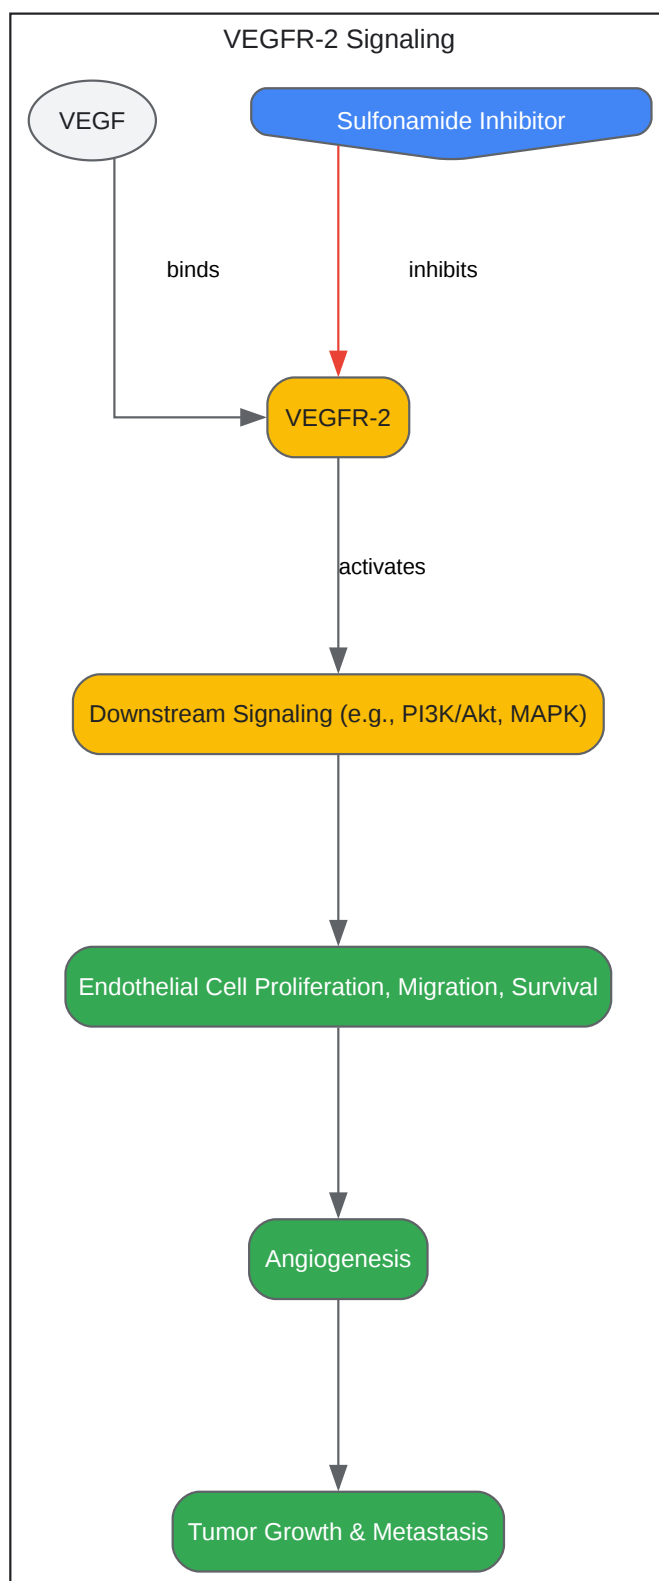 VEGFR-2 Signaling
VEGF
Sulfonamide Inhibitor
binds
inhibits
VEGFR-2
activates
Downstream Signaling (e.g., PI3K/Akt, MAPK)
Endothelial Cell Proliferation, Migration, Survival
Angiogenesis
Tumor Growth & Metastasis